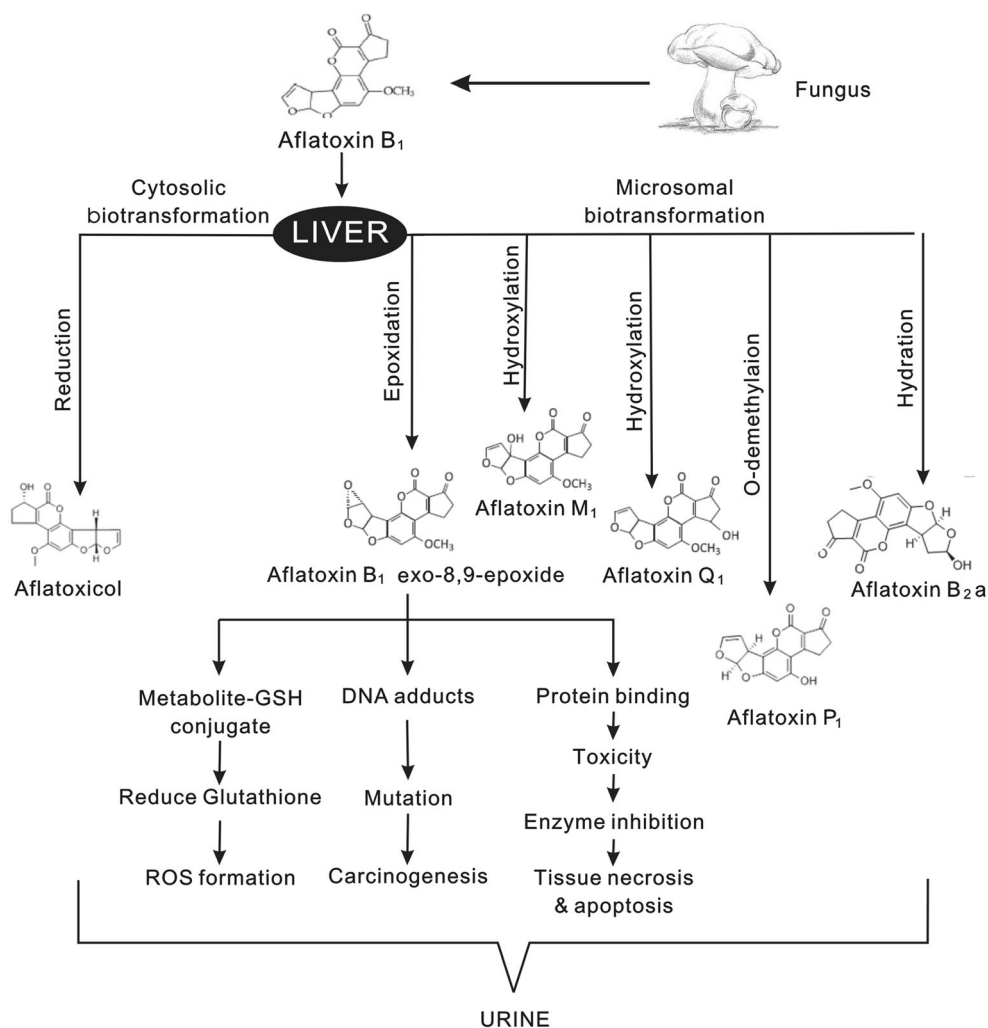 O
O
O
O
OCH3
O
Aflatoxin B1
Fungus
Cytosolic
biotransformation
Microsomal
biotransformation
LIVER
Reduction
Epoxidation
Hydroxylation
Hydroxylation
O-demethylaion
Hydration
OH
O
O
O
O
H
H
O
O
Aflatoxicol
O
O
O
O
O
O
OCH3
Aflatoxin B1 exo-8,9-epoxide
OH
O
O
O
O
O
OCH3
Aflatoxin M1
O
O
O
O
O
OH
OCH3
Aflatoxin Q1
O
O
O
O
O
H
O
OH
Aflatoxin B2a
O
O
O
H
O
H
O
OH
Aflatoxin P1
Metabolite-GSH
conjugate
Reduce Glutathione
ROS formation
DNA adducts
Mutation
Carcinogenesis
Protein binding
Toxicity
Enzyme inhibition
Tissue necrosis
& apoptosis
URINE